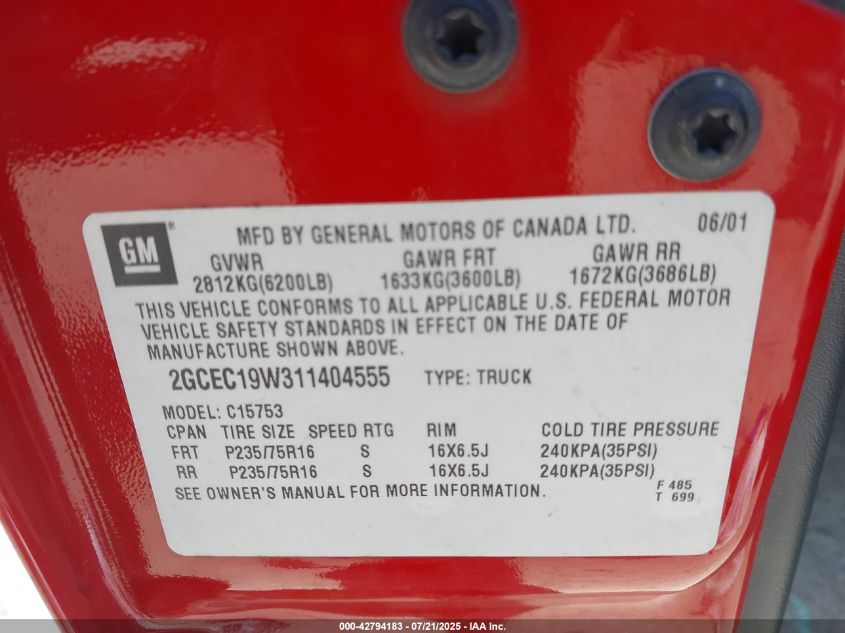 GM
MFD BY GENERAL MOTORS OF CANADA LTD. 06/01
GVWR GAWR FRT GAWR RR
2812KG(6200LB) 1633KG(3600LB) 1672KG(3686LB)
THIS VEHICLE CONFORMS TO ALL APPLICABLE U.S. FEDERAL MOTOR
VEHICLE SAFETY STANDARDS IN EFFECT ON THE DATE OF
MANUFACTURE SHOWN ABOVE.
2GCEC19W311404555 TYPE: TRUCK
MODEL: C15753
CPAN TIRE SIZE SPEED RTG RIM COLD TIRE PRESSURE
FRT P235/75R16 S 16X6.5J 240KPA(35PSI)
RR P235/75R16 S 16X6.5J 240KPA(35PSI)
SEE OWNER'S MANUAL FOR MORE INFORMATION.
F 485
T 699
000-42794183 - 07/21/2025 - IAA Inc.